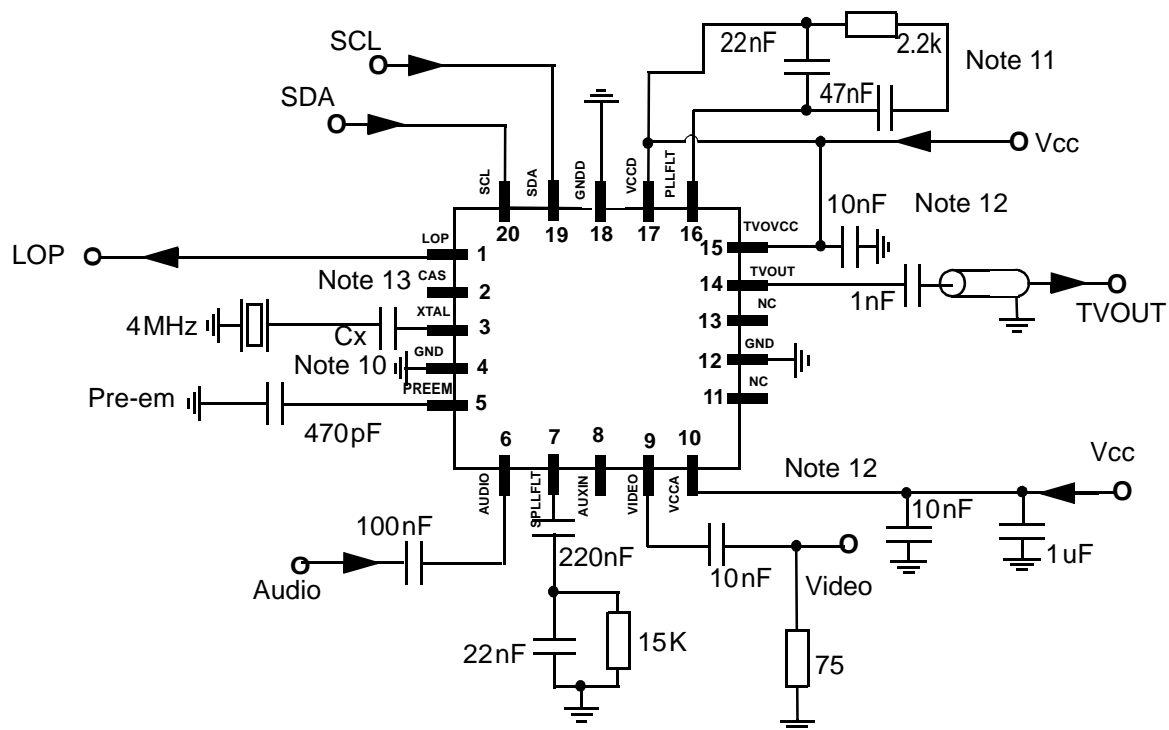 SCL
22nF
2.2k
Note 11
47nF
SDA
Vcc
SCL
SDA
GNDD
VCCD
PLLFLT
10nF
Note 12
20
19
18
17
16
TVOVCC
15
LOP
LOP
1
Note 13
CAS
2
TVOUT
14
1nF
TVOUT
4MHz
Cx
XTAL
3
NC
13
Note 10
GND
4
GND
12
Pre-em
470pF
PREEM
5
NC
11
6
7
8
9
10
AUDIO
SPLLFLT
AUXIN
VIDEO
VCCA
Note 12
Vcc
100nF
Audio
220nF
10nF
Video
10nF
1uF
22nF
15K
75